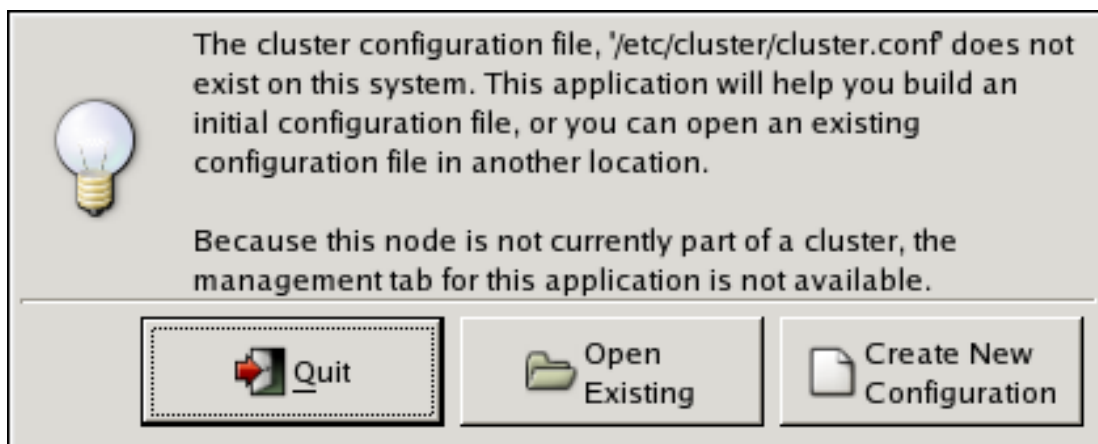 The cluster configuration file, '/etc/cluster/cluster.conf' does not
exist on this system. This application will help you build an
initial configuration file, or you can open an existing
configuration file in another location.
Because this node is not currently part of a cluster, the
management tab for this application is not available.
Quit
Open
Existing
Create New
Configuration